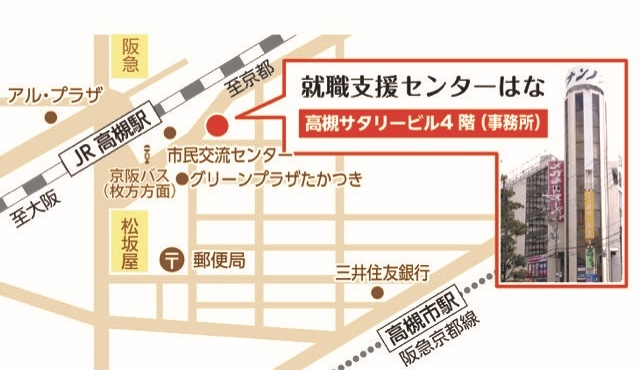 阪急
至京都
アル・プラザ
JR 高槻駅
就職支援センターはな
高槻サタリービル4 階 (事務所)
市民交流センター
京阪バス
(枚方方面)
グリーンプラザたかつき
至大阪
松坂屋
〒 郵便局
三井住友銀行
高槻市駅
阪急京都線